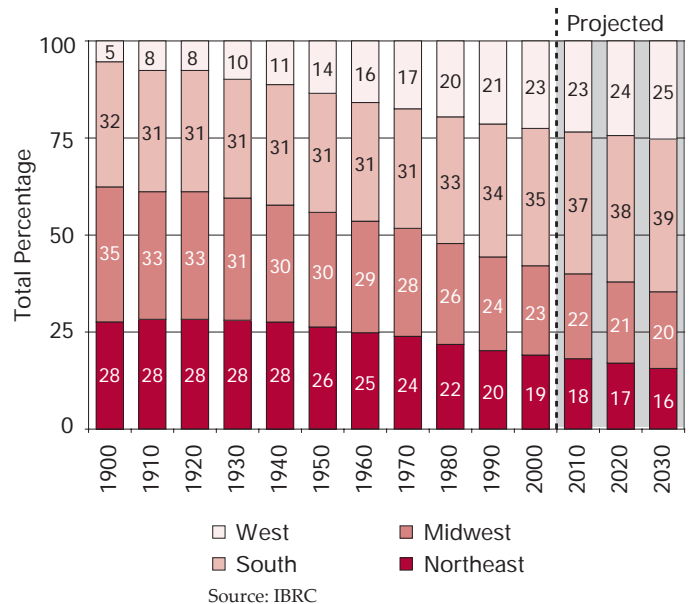 Projected
100
75
50
25
0
Total Percentage
5 8 8 10 11 14 16 17 20 21 23 23 24 25
32 31 31 31 31 31 31 31 33 34 35 37 38 39
35 33 33 31 30 30 29 28 26 24 23 22 21 20
28 28 28 28 28 26 25 24 22 20 19 18 17 16
1900 1910 1920 1930 1940 1950 1960 1970 1980 1990 2000 2010 2020 2030
West Midwest
South Northeast
Source: IBRC